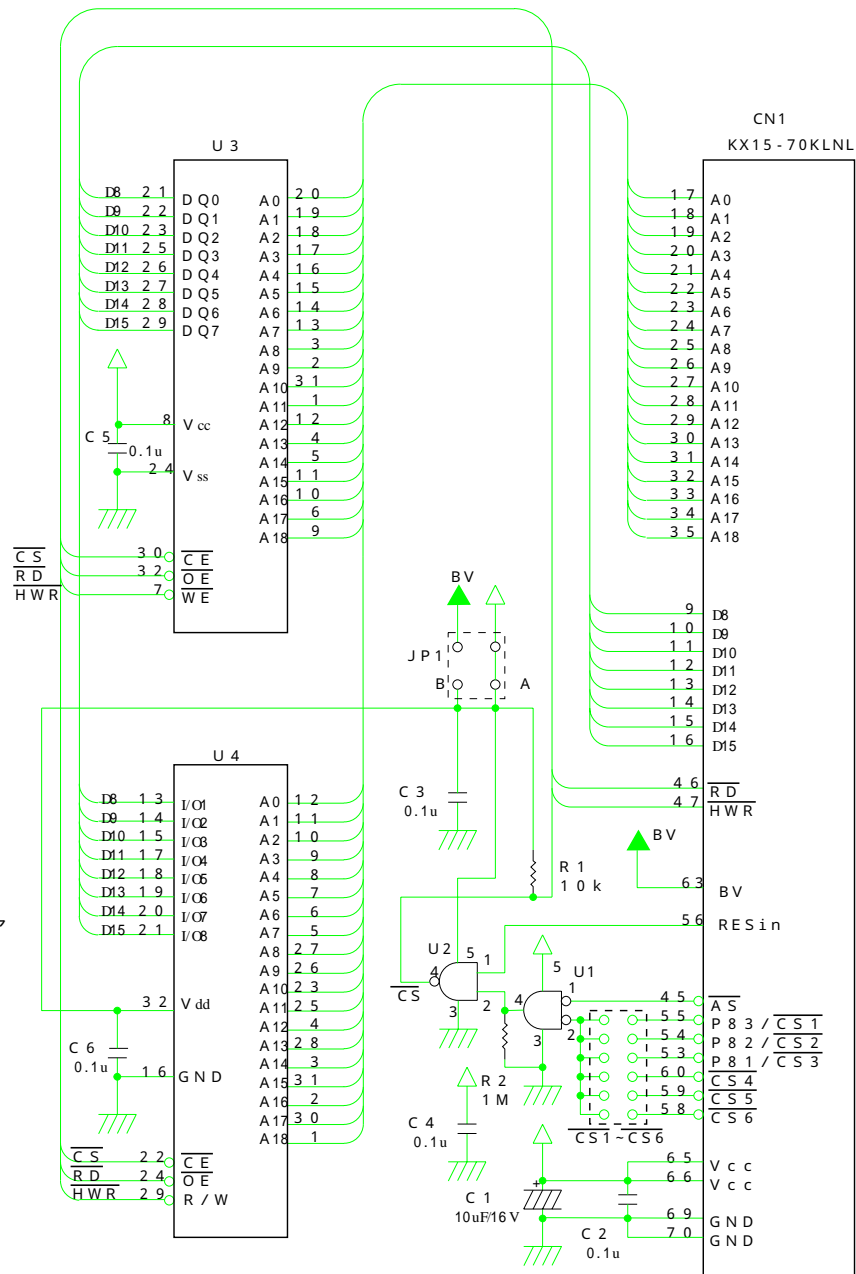 CN1
KX15-70KLNL
U3
D8 21 DQ0 A0 20
D9 22 DQ1 A1 19
D10 23 DQ2 A2 18
D11 25 DQ3 A3 17
D12 26 DQ4 A4 16
D13 27 DQ5 A5 15
D14 28 DQ6 A6 14
D15 29 DQ7 A7 13
A8 3
A9 2
A10 31
A11 1
8 Vcc A12 12
C5 0.1u
A13 4
24 Vss A14 5
A15 11
A16 10
A17 6
A18 9
CS 30 CE
RD 32 OE
HWR 7 WE
17 A0
18 A1
19 A2
20 A3
21 A4
22 A5
23 A6
24 A7
25 A8
26 A9
27 A10
28 A11
29 A12
30 A13
31 A14
32 A15
33 A16
34 A17
35 A18
BV
JP1
B A
9 D8
10 D9
11 D10
12 D11
13 D12
14 D13
15 D14
16 D15
46 RD
47 HWR
BV
63 BV
56 RESin
C3
0.1u
R1
10k
U4
D8 13 I/O1 A0 12
D9 14 I/O2 A1 11
D10 15 I/O3 A2 10
D11 17 I/O4 A3 9
D12 18 I/O5 A4 8
D13 19 I/O6 A5 7
D14 20 I/O7 A6 6
D15 21 I/O8 A7 5
A8 27
A9 26
A10 23
32 Vdd A11 25
A12 4
C6
0.1u
A13 28
A14 3
16 GND A15 31
A16 2
A17 30
A18 1
CS 22 CE
RD 24 OE
HWR 29 R/W
U2
5 1
4
CS
3 2
U1
5
1
4
3 2
R2
1M
45 AS
55 P83/CS1
54 P82/CS2
53 P81/CS3
60 CS4
59 CS5
58 CS6
CS1~CS6
C4
0.1u
+
C1
10uF/16V
C2
0.1u
65 Vcc
66 Vcc
69 GND
70 GND